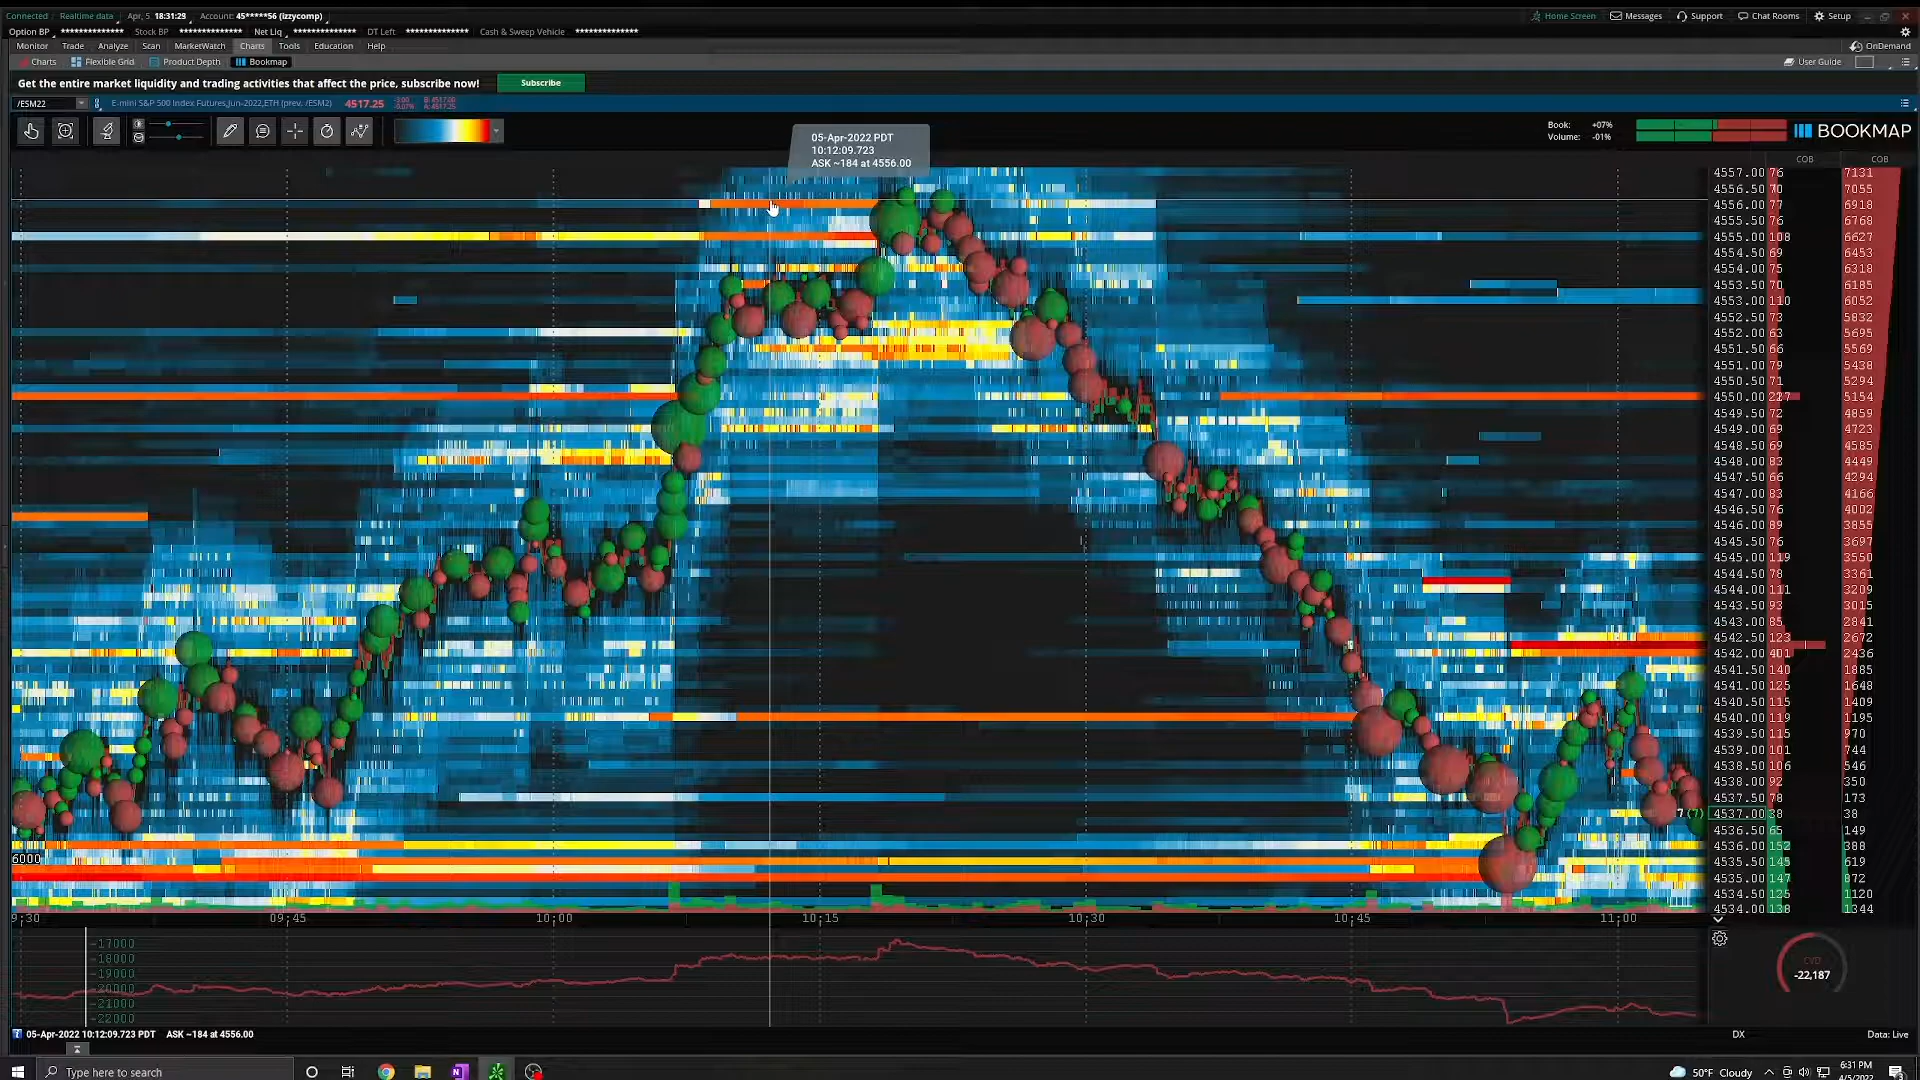 Connected Realtime data Apr, 5 18:31:29 Account: 45*****56 (izzycomp) Home Screen Messages Support Chat Rooms Setup
Option BP ************** Stock BP ************** Net Liq ************** DT Left ************** Cash & Sweep Vehicle **************
Monitor Trade Analyze Scan MarketWatch Charts Tools Education Help OnDemand
Charts Flexible Grid Product Depth Bookmap User Guide
Get the entire market liquidity and trading activities that affect the price, subscribe now! Subscribe
/ESM22 E-mini S&P 500 Index Futures,Jun-2022,ETH (prev. /ESM2) 4517.25 -3.00 -0.07% B: 4517.00 A: 4517.25
Book: +07%
Volume: -01%
BOOKMAP
05-Apr-2022 PDT
10:12:09.723
ASK ~184 at 4556.00
COB COB
4557.00 76 7131
4556.50 70 7055
4556.00 77 6918
4555.50 76 6768
4555.00 108 6627
4554.50 69 6453
4554.00 75 6318
4553.50 70 6185
4553.00 110 6052
4552.50 73 5832
4552.00 63 5695
4551.50 66 5569
4551.00 79 5438
4550.50 71 5294
4550.00 227 5154
4549.50 72 4859
4549.00 69 4723
4548.50 69 4585
4548.00 83 4449
4547.50 66 4294
4547.00 83 4166
4546.50 76 4002
4546.00 89 3855
4545.50 76 3697
4545.00 119 3550
4544.50 78 3361
4544.00 111 3209
4543.50 93 3015
4543.00 85 2841
4542.50 123 2672
4542.00 401 2436
4541.50 140 1885
4541.00 125 1648
4540.50 115 1409
4540.00 119 1195
4539.50 115 970
4539.00 101 744
4538.50 106 546
4538.00 92 350
4537.50 78 173
7 (7) 4537.00 38 38
4536.50 65 149
4536.00 152 388
4535.50 145 619
4535.00 147 872
4534.50 125 1120
4534.00 138 1344
6000
9:30 09:45 10:00 10:15 10:30 10:45 11:00
-17000
-18000
-19000
-20000
-21000
-22000
CVD
-22,187
05-Apr-2022 10:12:09.723 PDT ASK ~184 at 4556.00 DX Data: Live
Type here to search
50°F Cloudy
6:31 PM
4/5/2022